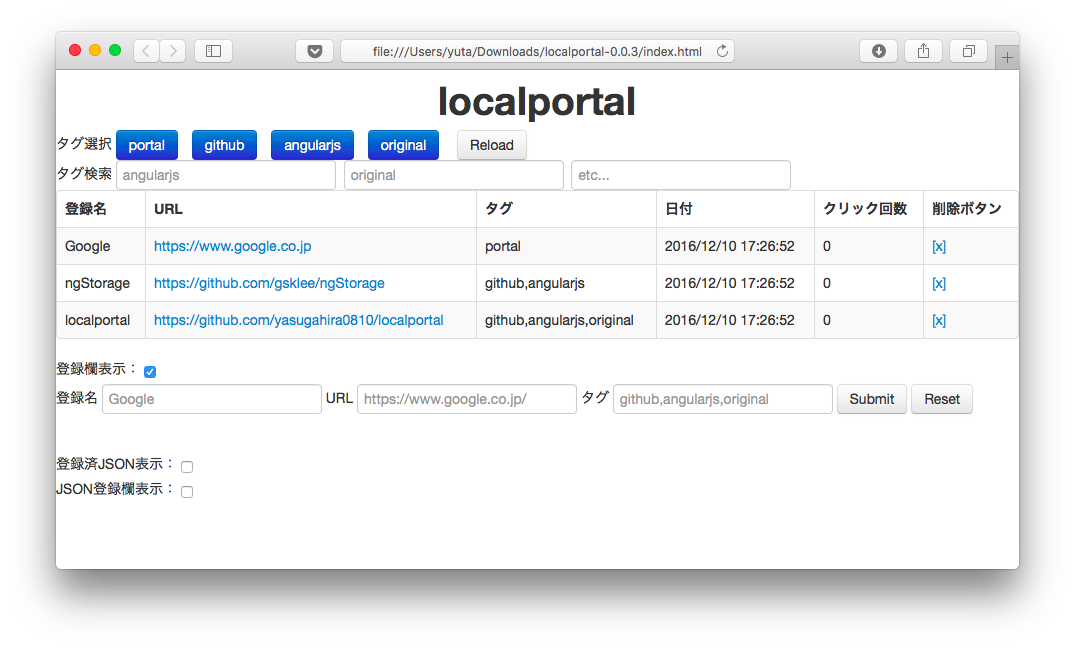 file:///Users/yuta/Downloads/localportal-0.0.3/index.html
localportal
タグ選択 portal github angularjs original Reload
タグ検索 angularjs original etc...
登録名 URL タグ 日付 クリック回数 削除ボタン
Google https://www.google.co.jp portal 2016/12/10 17:26:52 0 [x]
ngStorage https://github.com/gsklee/ngStorage github,angularjs 2016/12/10 17:26:52 0 [x]
localportal https://github.com/yasugahira0810/localportal github,angularjs,original 2016/12/10 17:26:52 0 [x]
登録欄表示：
登録名 Google URL https://www.google.co.jp/ タグ github,angularjs,original Submit Reset
登録済JSON表示：
JSON登録欄表示：